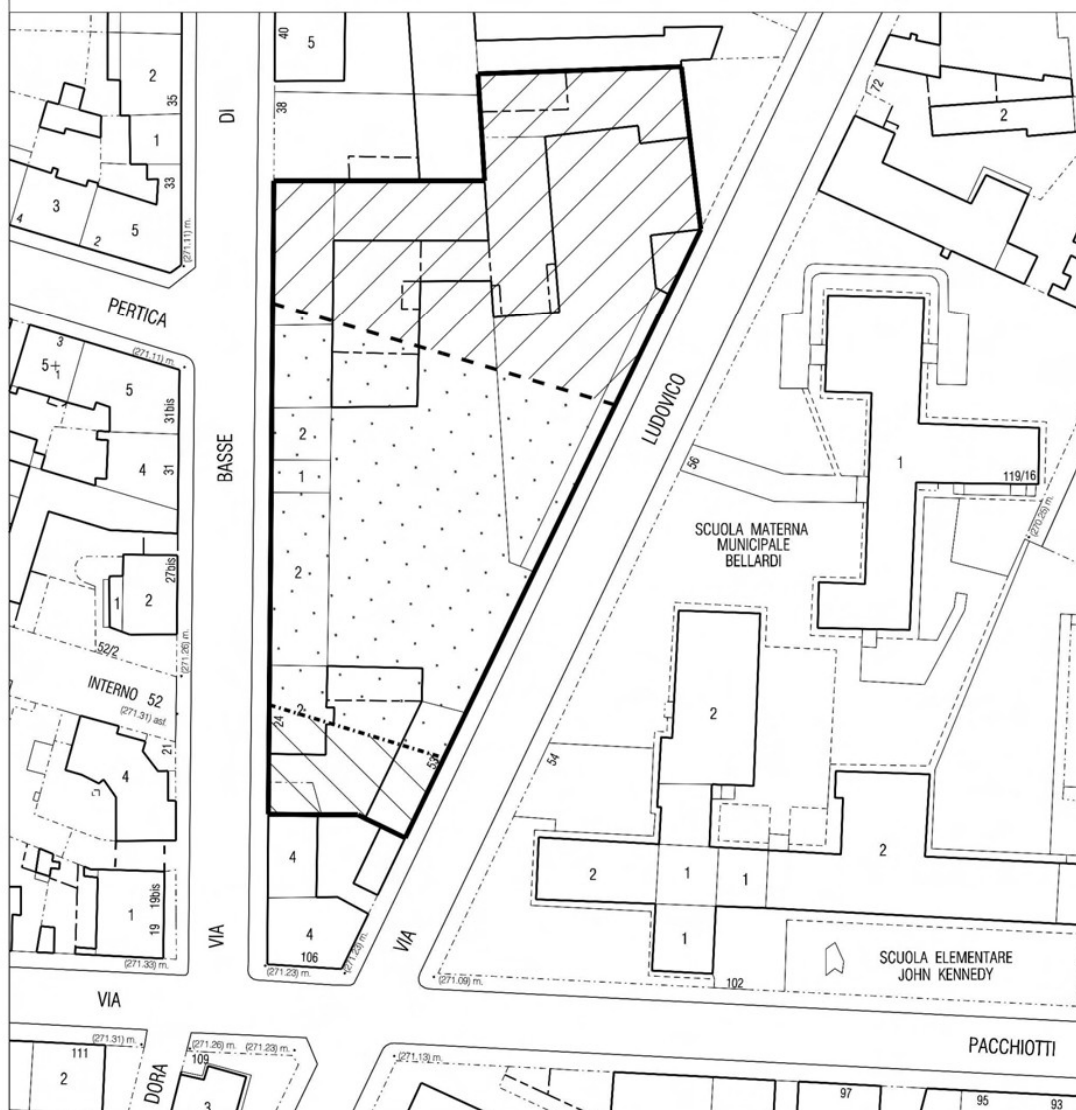 40
5
2
35
DI
38
72
2
1
33
3
5
4
2
(271.11) m.
PERTICA
3
(271.11) m.
5
1
5
31bis
LUDOVICO
BASSE
2
4
31
1
56
1
119/16
SCUOLA MATERNA
MUNICIPALE
BELLARDI
(270.25) m.
27bis
1
2
2
52/2
(271.26) m.
INTERNO 52
(271.31) asf.
24
2
2
21
53
54
4
4
2
1
1
2
1
19bis
19
4
106
1
VIA
VIA
(271.33) m.
(271.23) m.
(271.23) m.
(271.09) m.
102
SCUOLA ELEMENTARE
JOHN KENNEDY
VIA
(271.31) m.
111
(271.26) m.
(271.23) m.
109
(271.13) m.
PACCHIOTTI
2
DORA
3
97
95
93